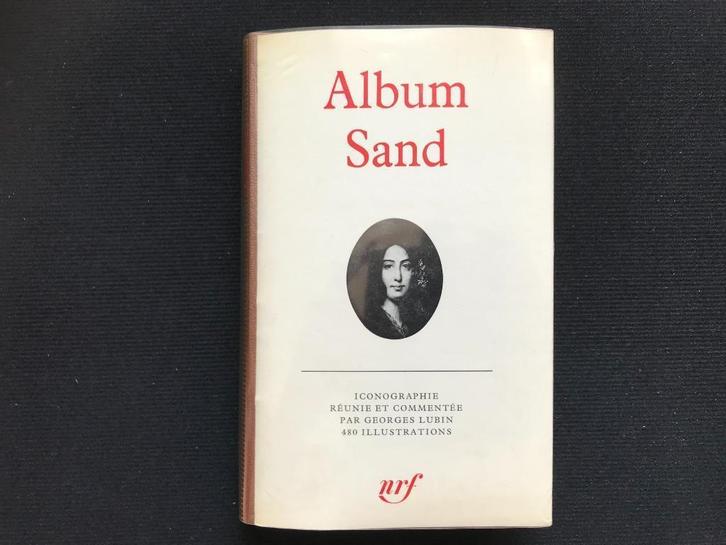 Album
Sand
ICONOGRAPHIE
RÉUNIE ET COMMENTÉE
PAR GEORGES LUBIN
480 ILLUSTRATIONS
nrf